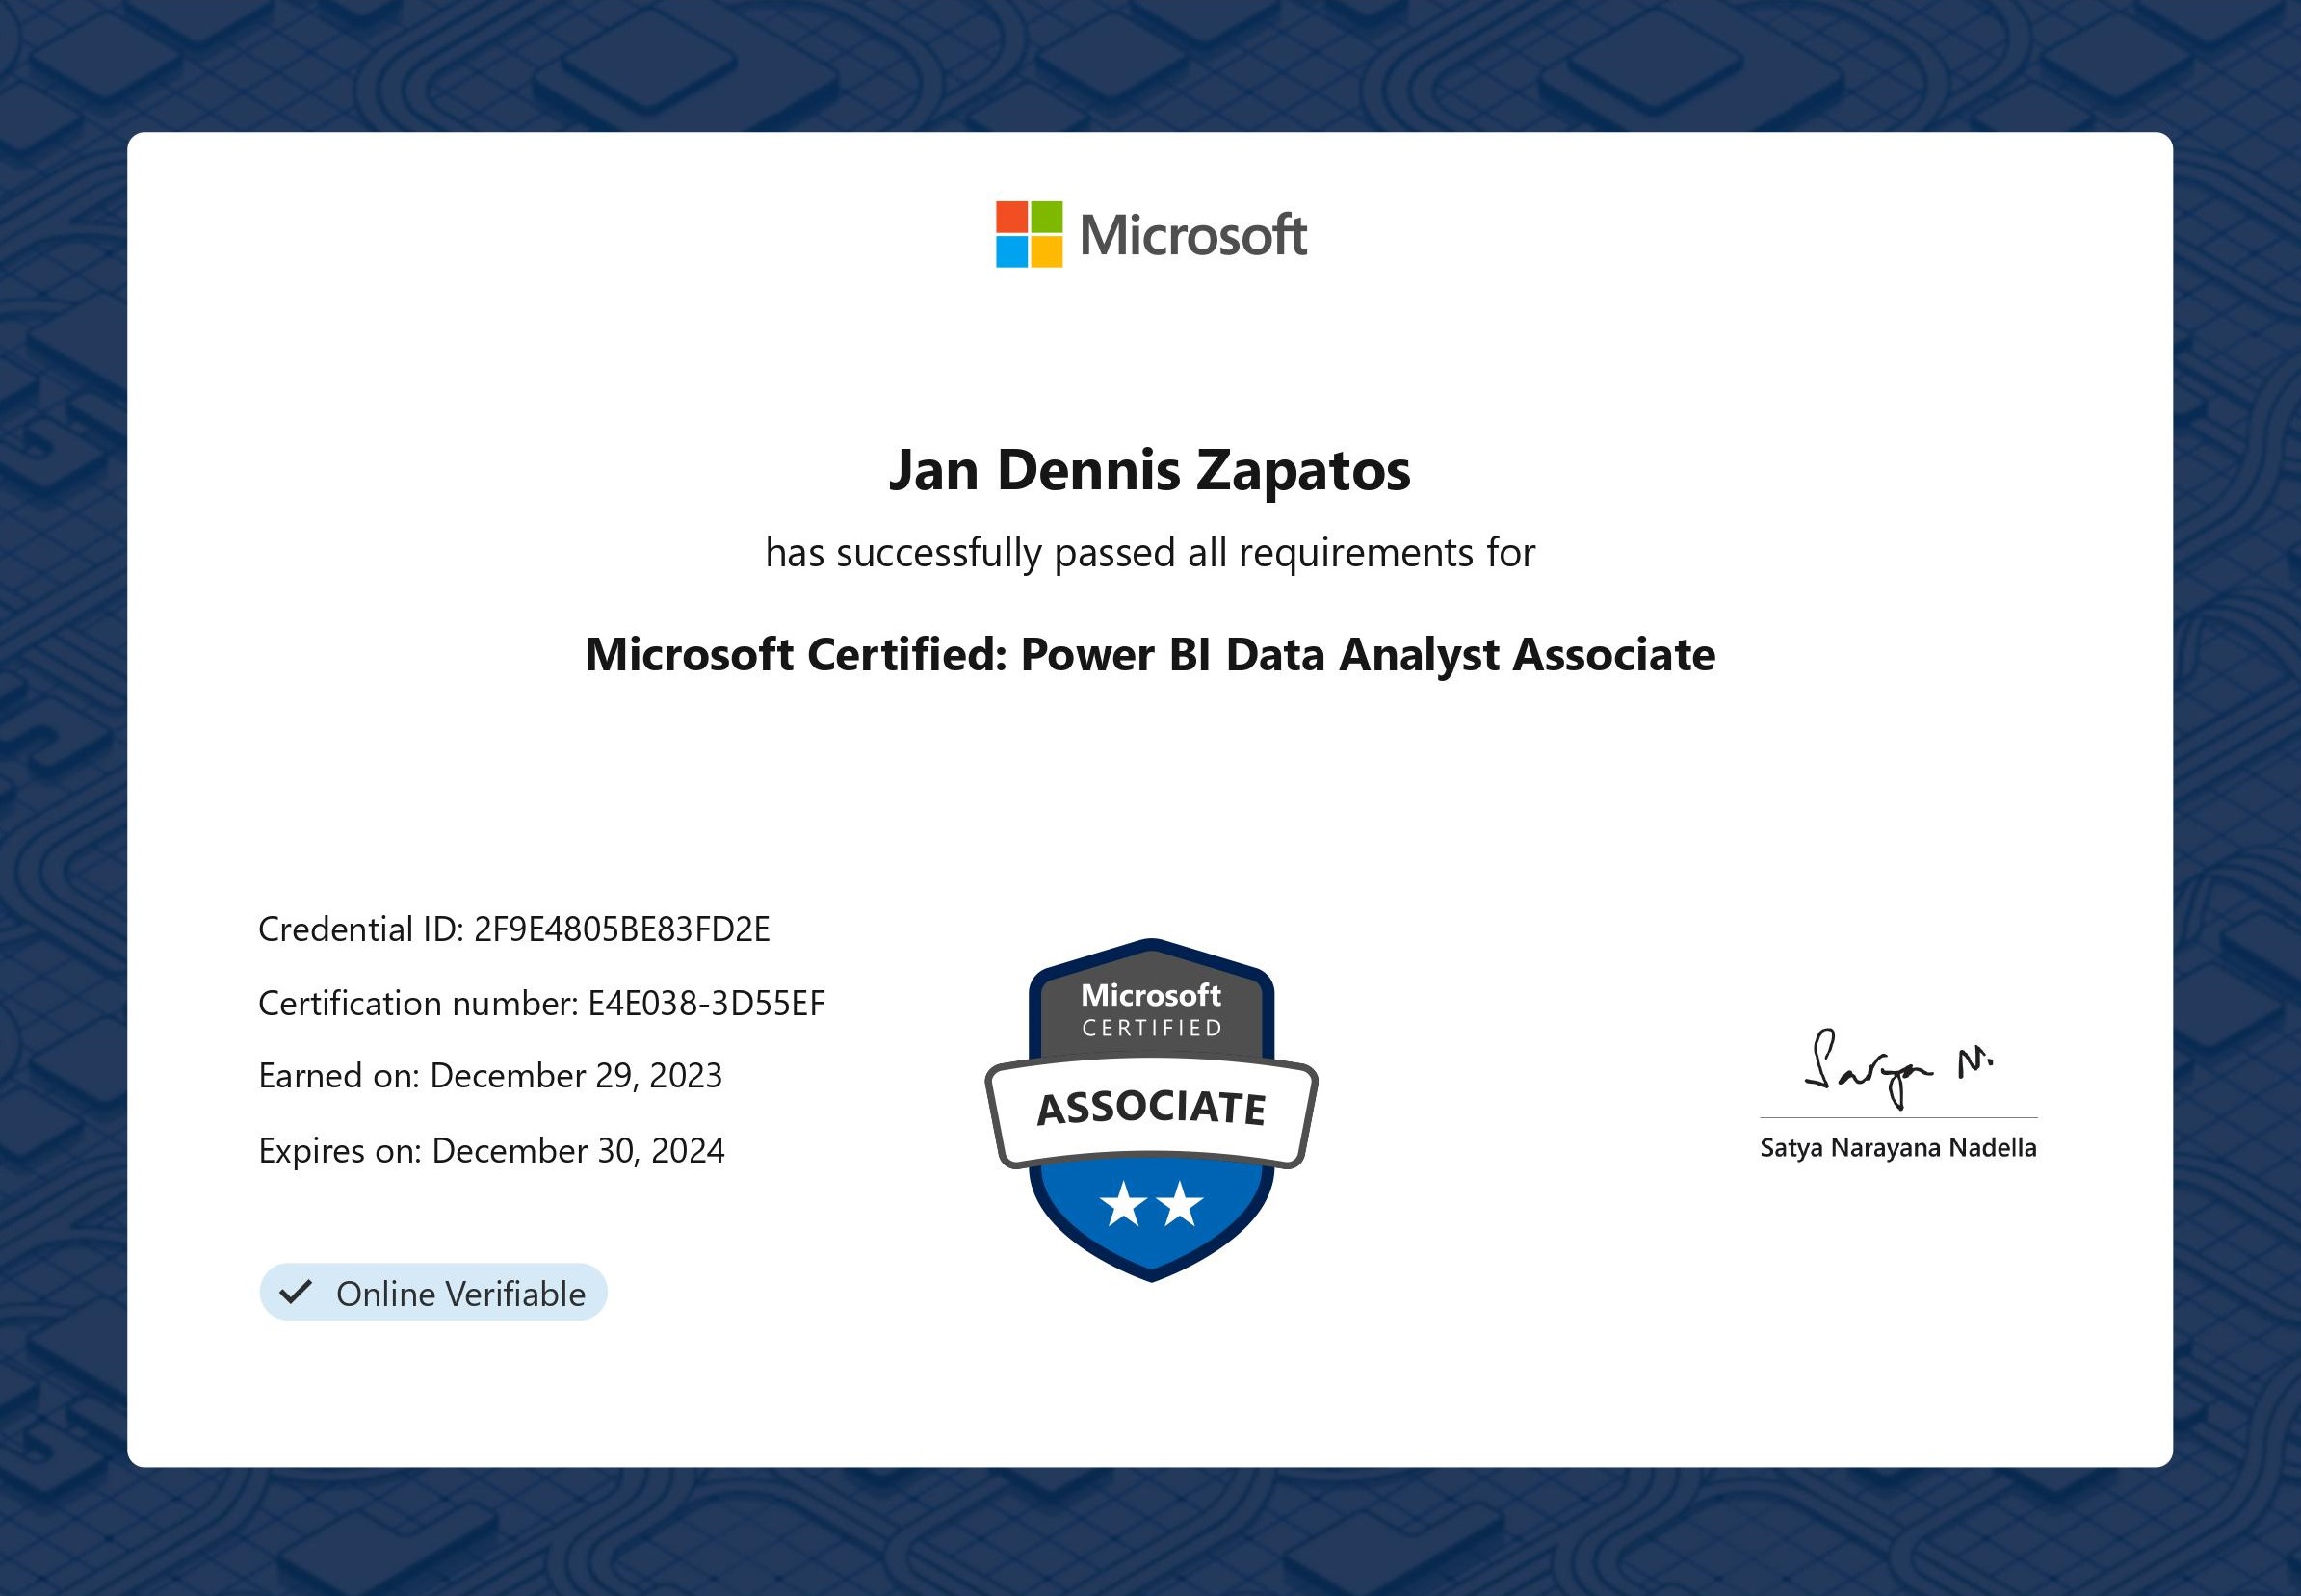 Microsoft
Jan Dennis Zapatos
has successfully passed all requirements for
Microsoft Certified: Power BI Data Analyst Associate
Credential ID: 2F9E4805BE83FD2E
Certification number: E4E038-3D55EF
Earned on: December 29, 2023
Expires on: December 30, 2024
Online Verifiable
Microsoft
CERTIFIED
ASSOCIATE
Satya N.
Satya Narayana Nadella